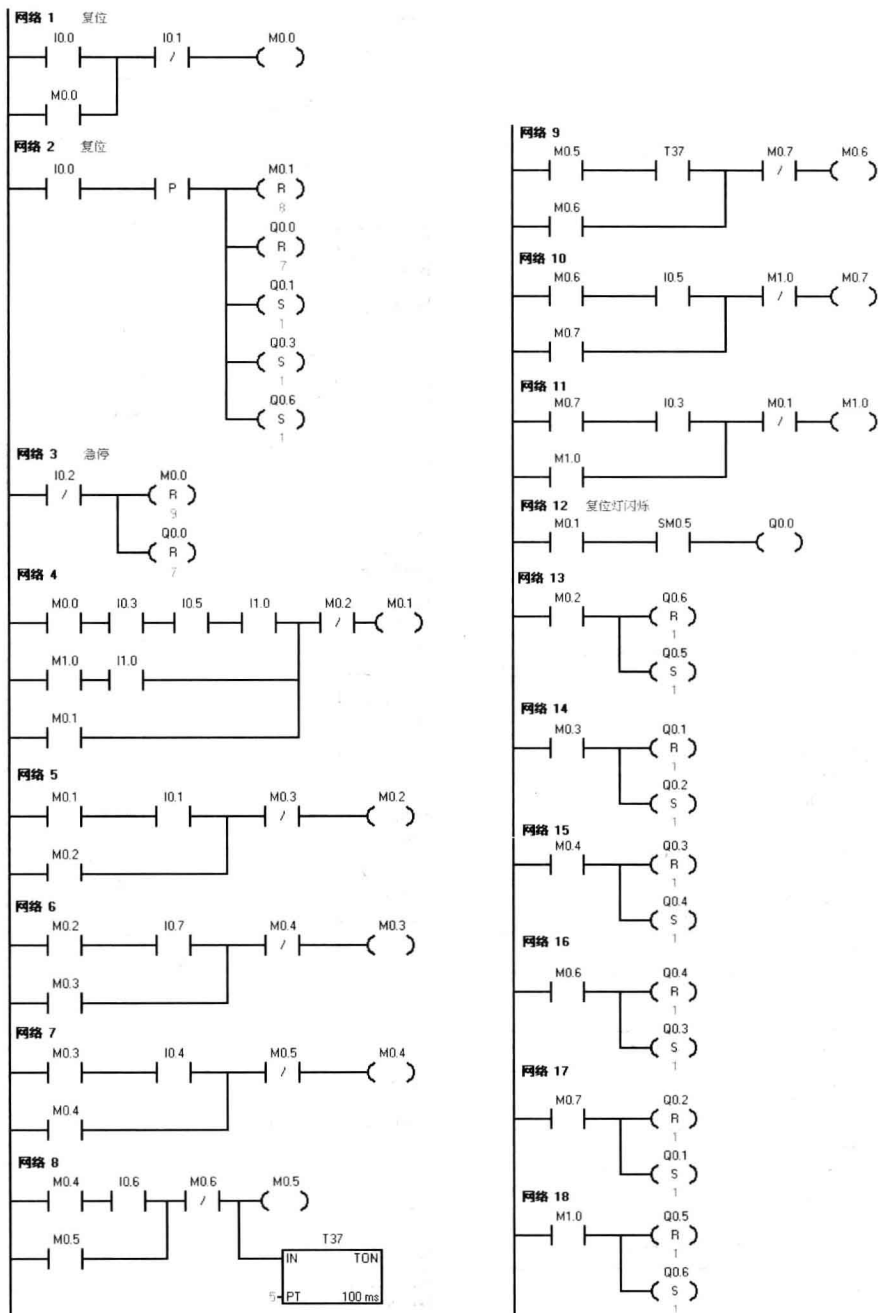 网络 1 复位
I0.0 I0.1 M0.0
/
M0.0
网络 2 复位
I0.0 P M0.1
R
8
Q0.0
R
7
Q0.1
S
1
Q0.3
S
1
Q0.6
S
1
网络 3 急停
I0.2 M0.0
/ R
9
Q0.0
R
7
网络 4
M0.0 I0.3 I0.5 I1.0 M0.2 M0.1
/
M1.0 I1.0
M0.1
网络 5
M0.1 I0.1 M0.3 M0.2
/
M0.2
网络 6
M0.2 I0.7 M0.4 M0.3
/
M0.3
网络 7
M0.3 I0.4 M0.5 M0.4
/
M0.4
网络 8
M0.4 I0.6 M0.6 M0.5
/
M0.5
T37
IN TON
5 PT 100 ms
网络 9
M0.5 T37 M0.7 M0.6
/
M0.6
网络 10
M0.6 I0.5 M1.0 M0.7
/
M0.7
网络 11
M0.7 I0.3 M0.1 M1.0
/
M1.0
网络 12 复位灯闪烁
M0.1 SM0.5 Q0.0
网络 13
M0.2 Q0.6
R
1
Q0.5
S
1
网络 14
M0.3 Q0.1
R
1
Q0.2
S
1
网络 15
M0.4 Q0.3
R
1
Q0.4
S
1
网络 16
M0.6 Q0.4
R
1
Q0.3
S
1
网络 17
M0.7 Q0.2
R
1
Q0.1
S
1
网络 18
M1.0 Q0.5
R
1
Q0.6
S
1